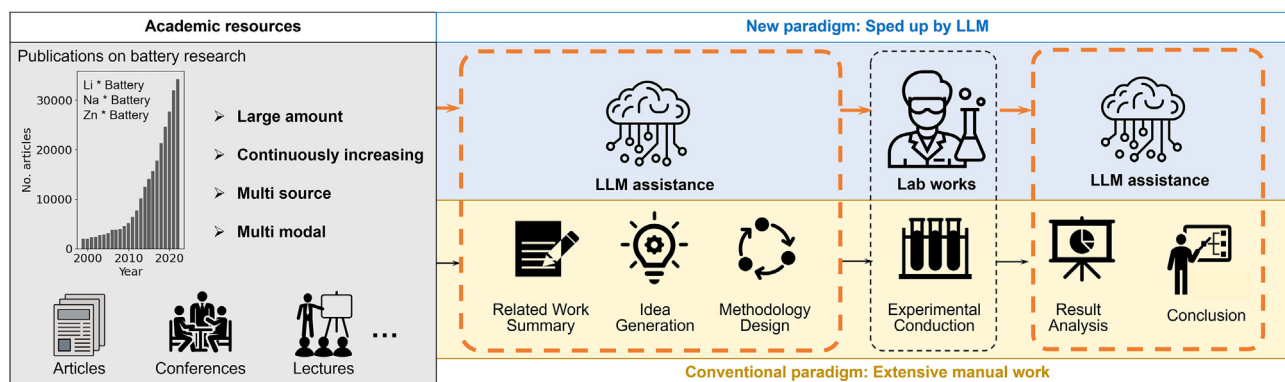 Academic resources
New paradigm: Sped up by LLM
Publications on battery research
Li * Battery
Na * Battery
Zn * Battery
No. articles
30000
20000
10000
0
2000
2010
2020
Year
➢ Large amount
➢ Continuously increasing
➢ Multi source
➢ Multi modal
Articles
Conferences
Lectures
...
LLM assistance
Lab works
LLM assistance
Related Work
Summary
Idea
Generation
Methodology
Design
Experimental
Conduction
Result
Analysis
Conclusion
Conventional paradigm: Extensive manual work